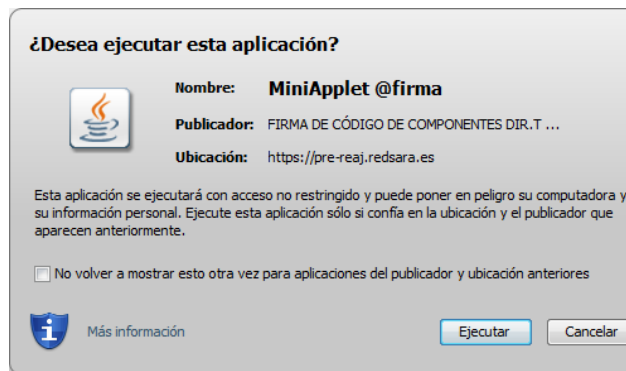 ¿Desea ejecutar esta aplicación?
Nombre: MiniApplet @firma
Publicador: FIRMA DE CÓDIGO DE COMPONENTES DIR.T ...
Ubicación: https://pre-reaj.redsara.es
Esta aplicación se ejecutará con acceso no restringido y puede poner en peligro su computadora y
su información personal. Ejecute esta aplicación sólo si confía en la ubicación y el publicador que
aparecen anteriormente.
No volver a mostrar esto otra vez para aplicaciones del publicador y ubicación anteriores
Más información
Ejecutar
Cancelar